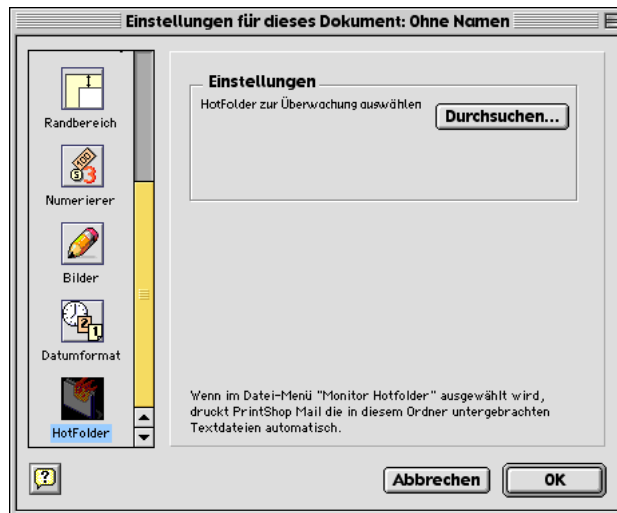 Einstellungen für dieses Dokument: Ohne Namen
Randbereich
Numerierer
Bilder
Datumformat
HotFolder
Einstellungen
HotFolder zur Überwachung auswählen
Durchsuchen...
Wenn im Datei-Menü "Monitor Hotfolder" ausgewählt wird,
druckt PrintShop Mail die in diesem Ordner untergebrachten
Textdateien automatisch.
Abbrechen
OK